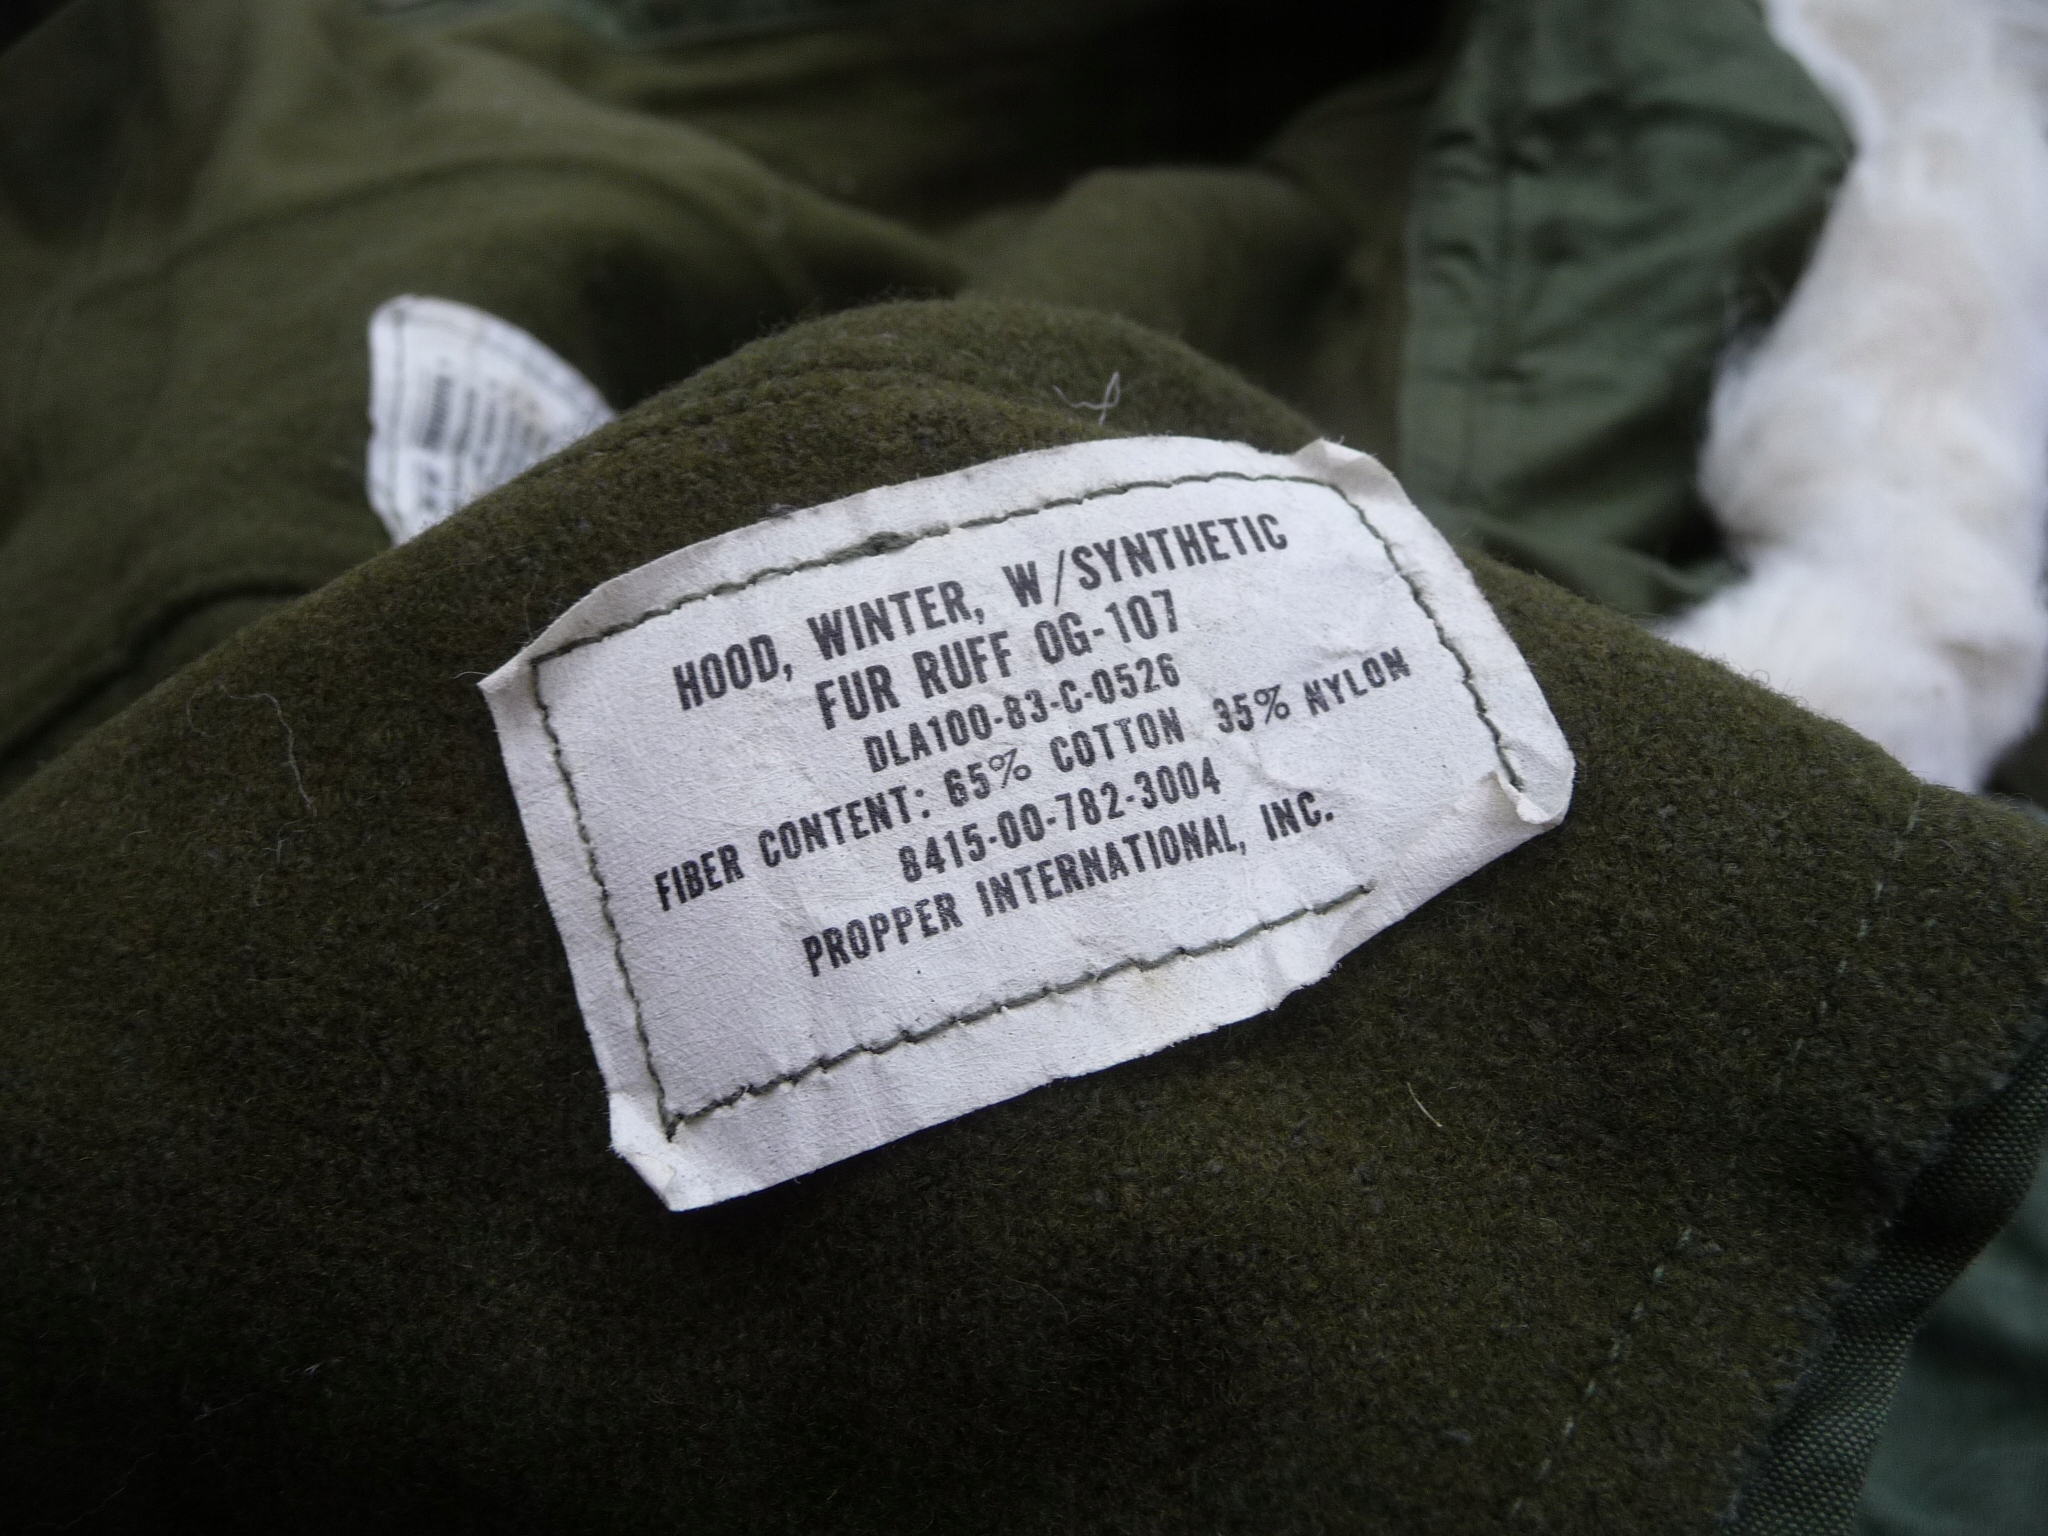 HOOD, WINTER, W/SYNTHETIC
FUR RUFF OG-107
DLA100-83-C-0526
FIBER CONTENT: 65% COTTON 35% NYLON
8415-00-782-3004
PROPPER INTERNATIONAL, INC.